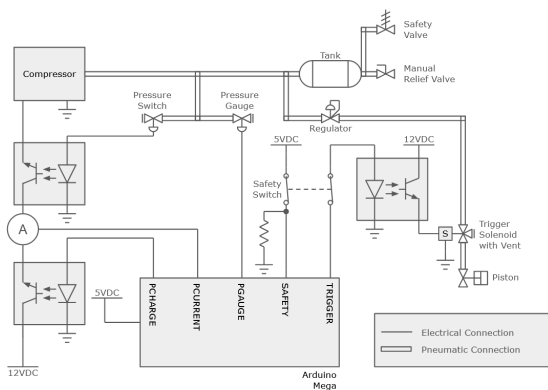 Safety
Valve
Tank
Compressor
Manual
Relief Valve
Pressure
Switch
Pressure
Gauge
Regulator
5VDC
12VDC
Safety
Switch
A
S
Trigger
Solenoid
with Vent
Piston
5VDC
PCHARGE
PCURRENT
PGAUGE
SAFETY
TRIGGER
12VDC
Arduino
Mega
Electrical Connection
Pneumatic Connection